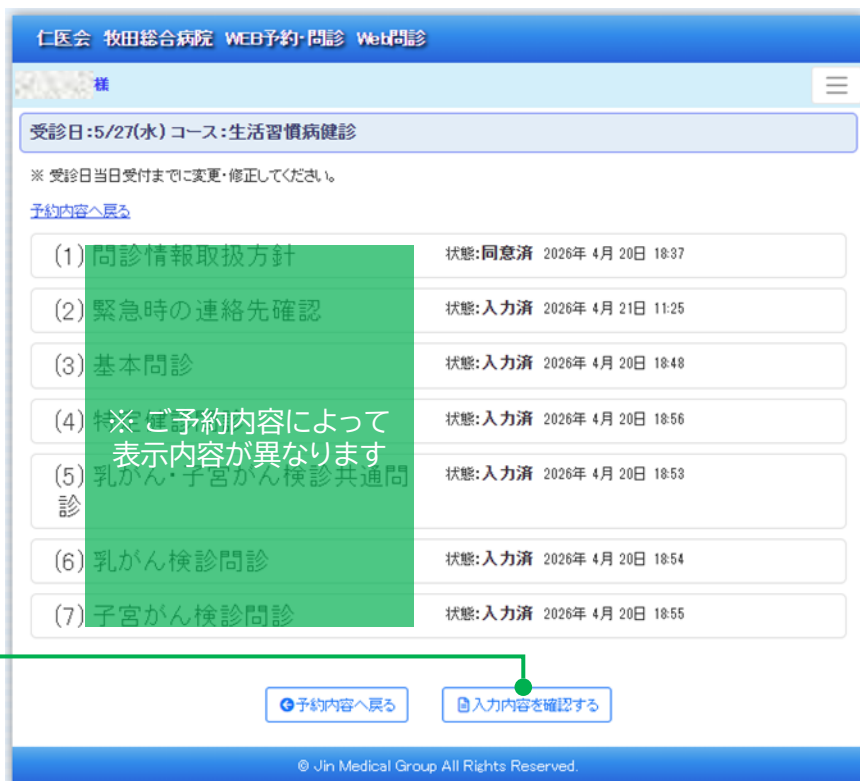 仁医会 牧田総合病院 WEB予約・問診 Web問診
様
受診日:5/27(水) コース:生活習慣病健診
※ 受診日当日受付までに変更・修正してください。
予約内容へ戻る
(1) 問診情報取扱方針 状態:同意済 2026年 4月 20日 18:37
(2) 緊急時の連絡先確認 状態:入力済 2026年 4月 21日 11:25
(3) 基本問診 状態:入力済 2026年 4月 20日 18:48
(4) 特定健診 状態:入力済 2026年 4月 20日 18:56
※ ご予約内容によって
表示内容が異なります
(5) 乳がん・子宮がん検診共通問 状態:入力済 2026年 4月 20日 18:53
診
(6) 乳がん検診問診 状態:入力済 2026年 4月 20日 18:54
(7) 子宮がん検診問診 状態:入力済 2026年 4月 20日 18:55
予約内容へ戻る 入力内容を確認する
© Jin Medical Group All Rights Reserved.